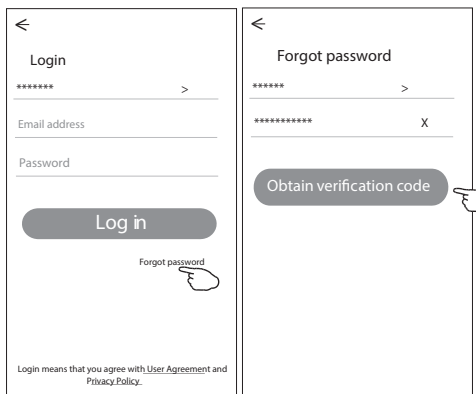 Login
*******
>
Email address
Password
Log in
Forgot password
Login means that you agree with User Agreement and
Privacy Policy
Forgot password
******
>
***********
X
Obtain verification code